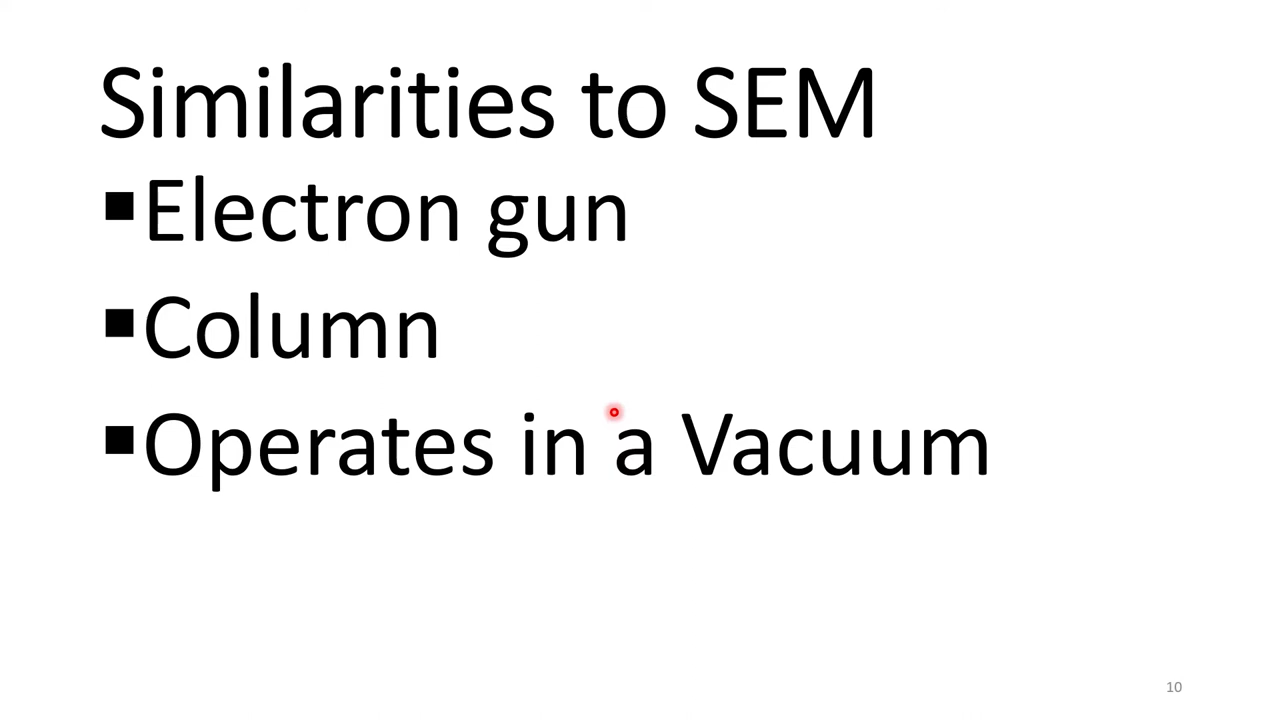 Similarities to SEM
▪Electron gun
▪Column
▪Operates in a Vacuum
10